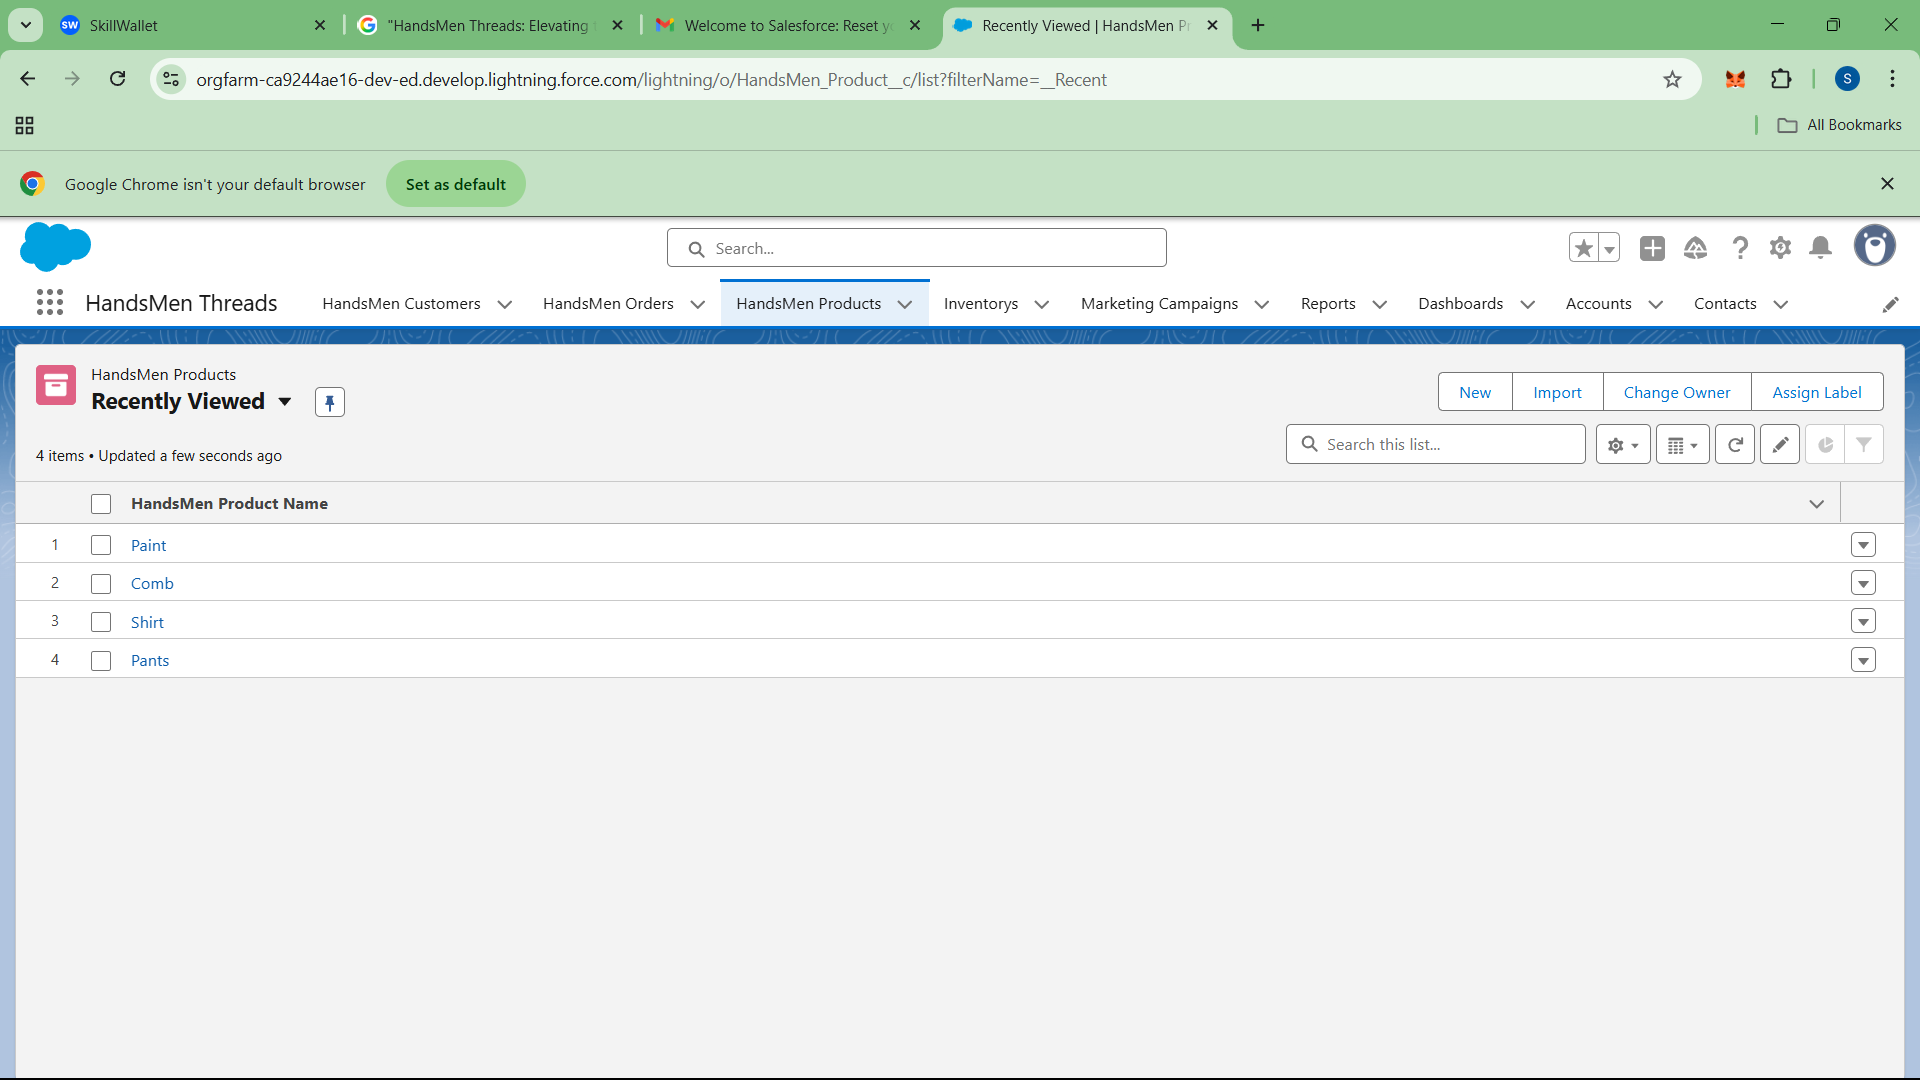 SW SkillWallet
"HandsMen Threads: Elevating
Welcome to Salesforce: Reset y
Recently Viewed | HandsMen Pr
orgfarm-ca9244ae16-dev-ed.develop.lightning.force.com/lightning/o/HandsMen_Product__c/list?filterName=__Recent
S
All Bookmarks
Google Chrome isn't your default browser
Set as default
Search...
HandsMen Threads
HandsMen Customers
HandsMen Orders
HandsMen Products
Inventorys
Marketing Campaigns
Reports
Dashboards
Accounts
Contacts
HandsMen Products
Recently Viewed
New
Import
Change Owner
Assign Label
4 items • Updated a few seconds ago
Search this list...
HandsMen Product Name
1 Paint
2 Comb
3 Shirt
4 Pants